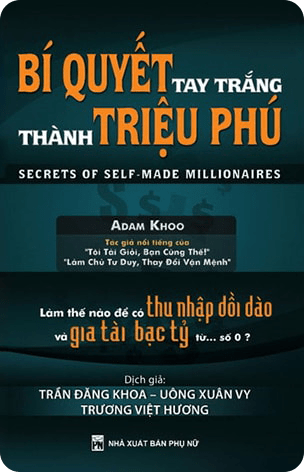 BÍ QUYẾT TAY TRẮNG
THÀNH TRIỆU PHÚ
SECRETS OF SELF-MADE MILLIONAIRES
ADAM KHOO
Tác giả nổi tiếng của
"Tôi Tài Giỏi, Bạn Cũng Thế!"
"Làm Chủ Tư Duy, Thay Đổi Vận Mệnh"
Làm thế nào để có thu nhập dồi dào
và gia tài bạc tỷ từ... số 0 ?
Dịch giả:
TRẦN ĐĂNG KHOA – UÔNG XUÂN VY
TRƯƠNG VIỆT HƯƠNG
PN NHÀ XUẤT BẢN PHỤ NỮ